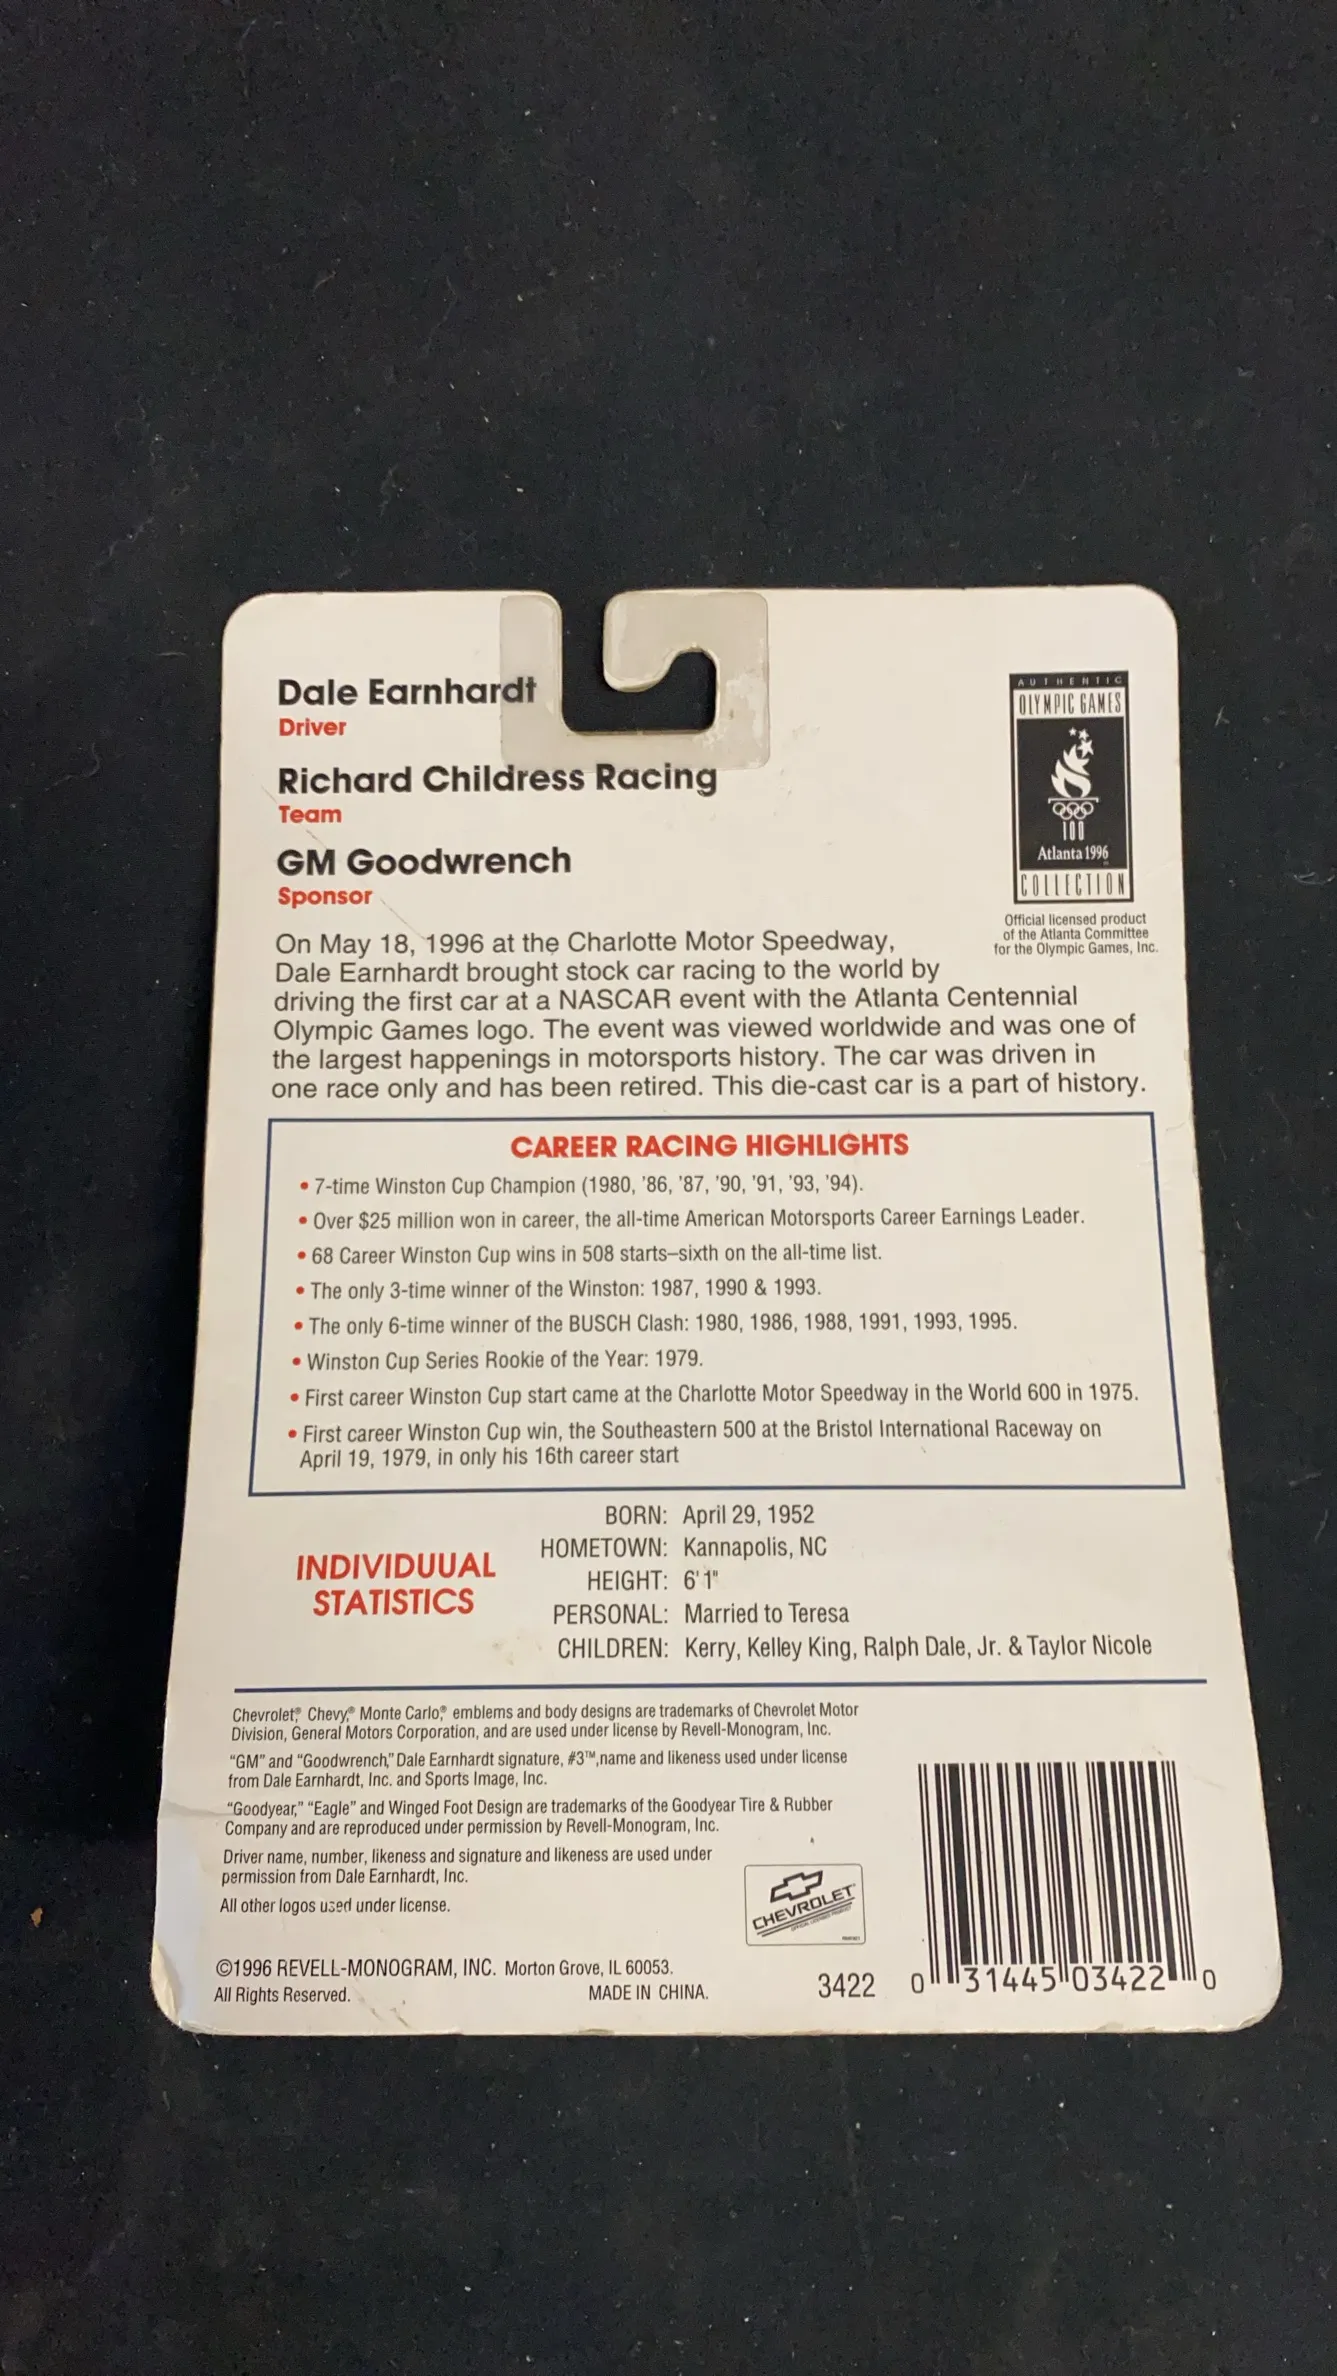 Dale Earnhardt
Driver
Richard Childress Racing
Team
GM Goodwrench
Sponsor
AUTHENTIC
OLYMPIC GAMES
100
Atlanta 1996
COLLECTION
Official licensed product
of the Atlanta Committee
for the Olympic Games, Inc.
On May 18, 1996 at the Charlotte Motor Speedway,
Dale Earnhardt brought stock car racing to the world by
driving the first car at a NASCAR event with the Atlanta Centennial
Olympic Games logo. The event was viewed worldwide and was one of
the largest happenings in motorsports history. The car was driven in
one race only and has been retired. This die-cast car is a part of history.
CAREER RACING HIGHLIGHTS
• 7-time Winston Cup Champion (1980, '86, '87, '90, '91, '93, '94).
• Over $25 million won in career, the all-time American Motorsports Career Earnings Leader.
• 68 Career Winston Cup wins in 508 starts–sixth on the all-time list.
• The only 3-time winner of the Winston: 1987, 1990 & 1993.
• The only 6-time winner of the BUSCH Clash: 1980, 1986, 1988, 1991, 1993, 1995.
• Winston Cup Series Rookie of the Year: 1979.
• First career Winston Cup start came at the Charlotte Motor Speedway in the World 600 in 1975.
• First career Winston Cup win, the Southeastern 500 at the Bristol International Raceway on
April 19, 1979, in only his 16th career start
INDIVIDUUAL
STATISTICS
BORN: April 29, 1952
HOMETOWN: Kannapolis, NC
HEIGHT: 6'1"
PERSONAL: Married to Teresa
CHILDREN: Kerry, Kelley King, Ralph Dale, Jr. & Taylor Nicole
Chevrolet,® Chevy,® Monte Carlo,® emblems and body designs are trademarks of Chevrolet Motor
Division, General Motors Corporation, and are used under license by Revell-Monogram, Inc.
"GM" and "Goodwrench," Dale Earnhardt signature, #3™,name and likeness used under license
from Dale Earnhardt, Inc. and Sports Image, Inc.
"Goodyear," "Eagle" and Winged Foot Design are trademarks of the Goodyear Tire & Rubber
Company and are reproduced under permission by Revell-Monogram, Inc.
Driver name, number, likeness and signature and likeness are used under
permission from Dale Earnhardt, Inc.
All other logos used under license.
CHEVROLET
©1996 REVELL-MONOGRAM, INC. Morton Grove, IL 60053.
All Rights Reserved. MADE IN CHINA.
3422
0 31445 03422 0